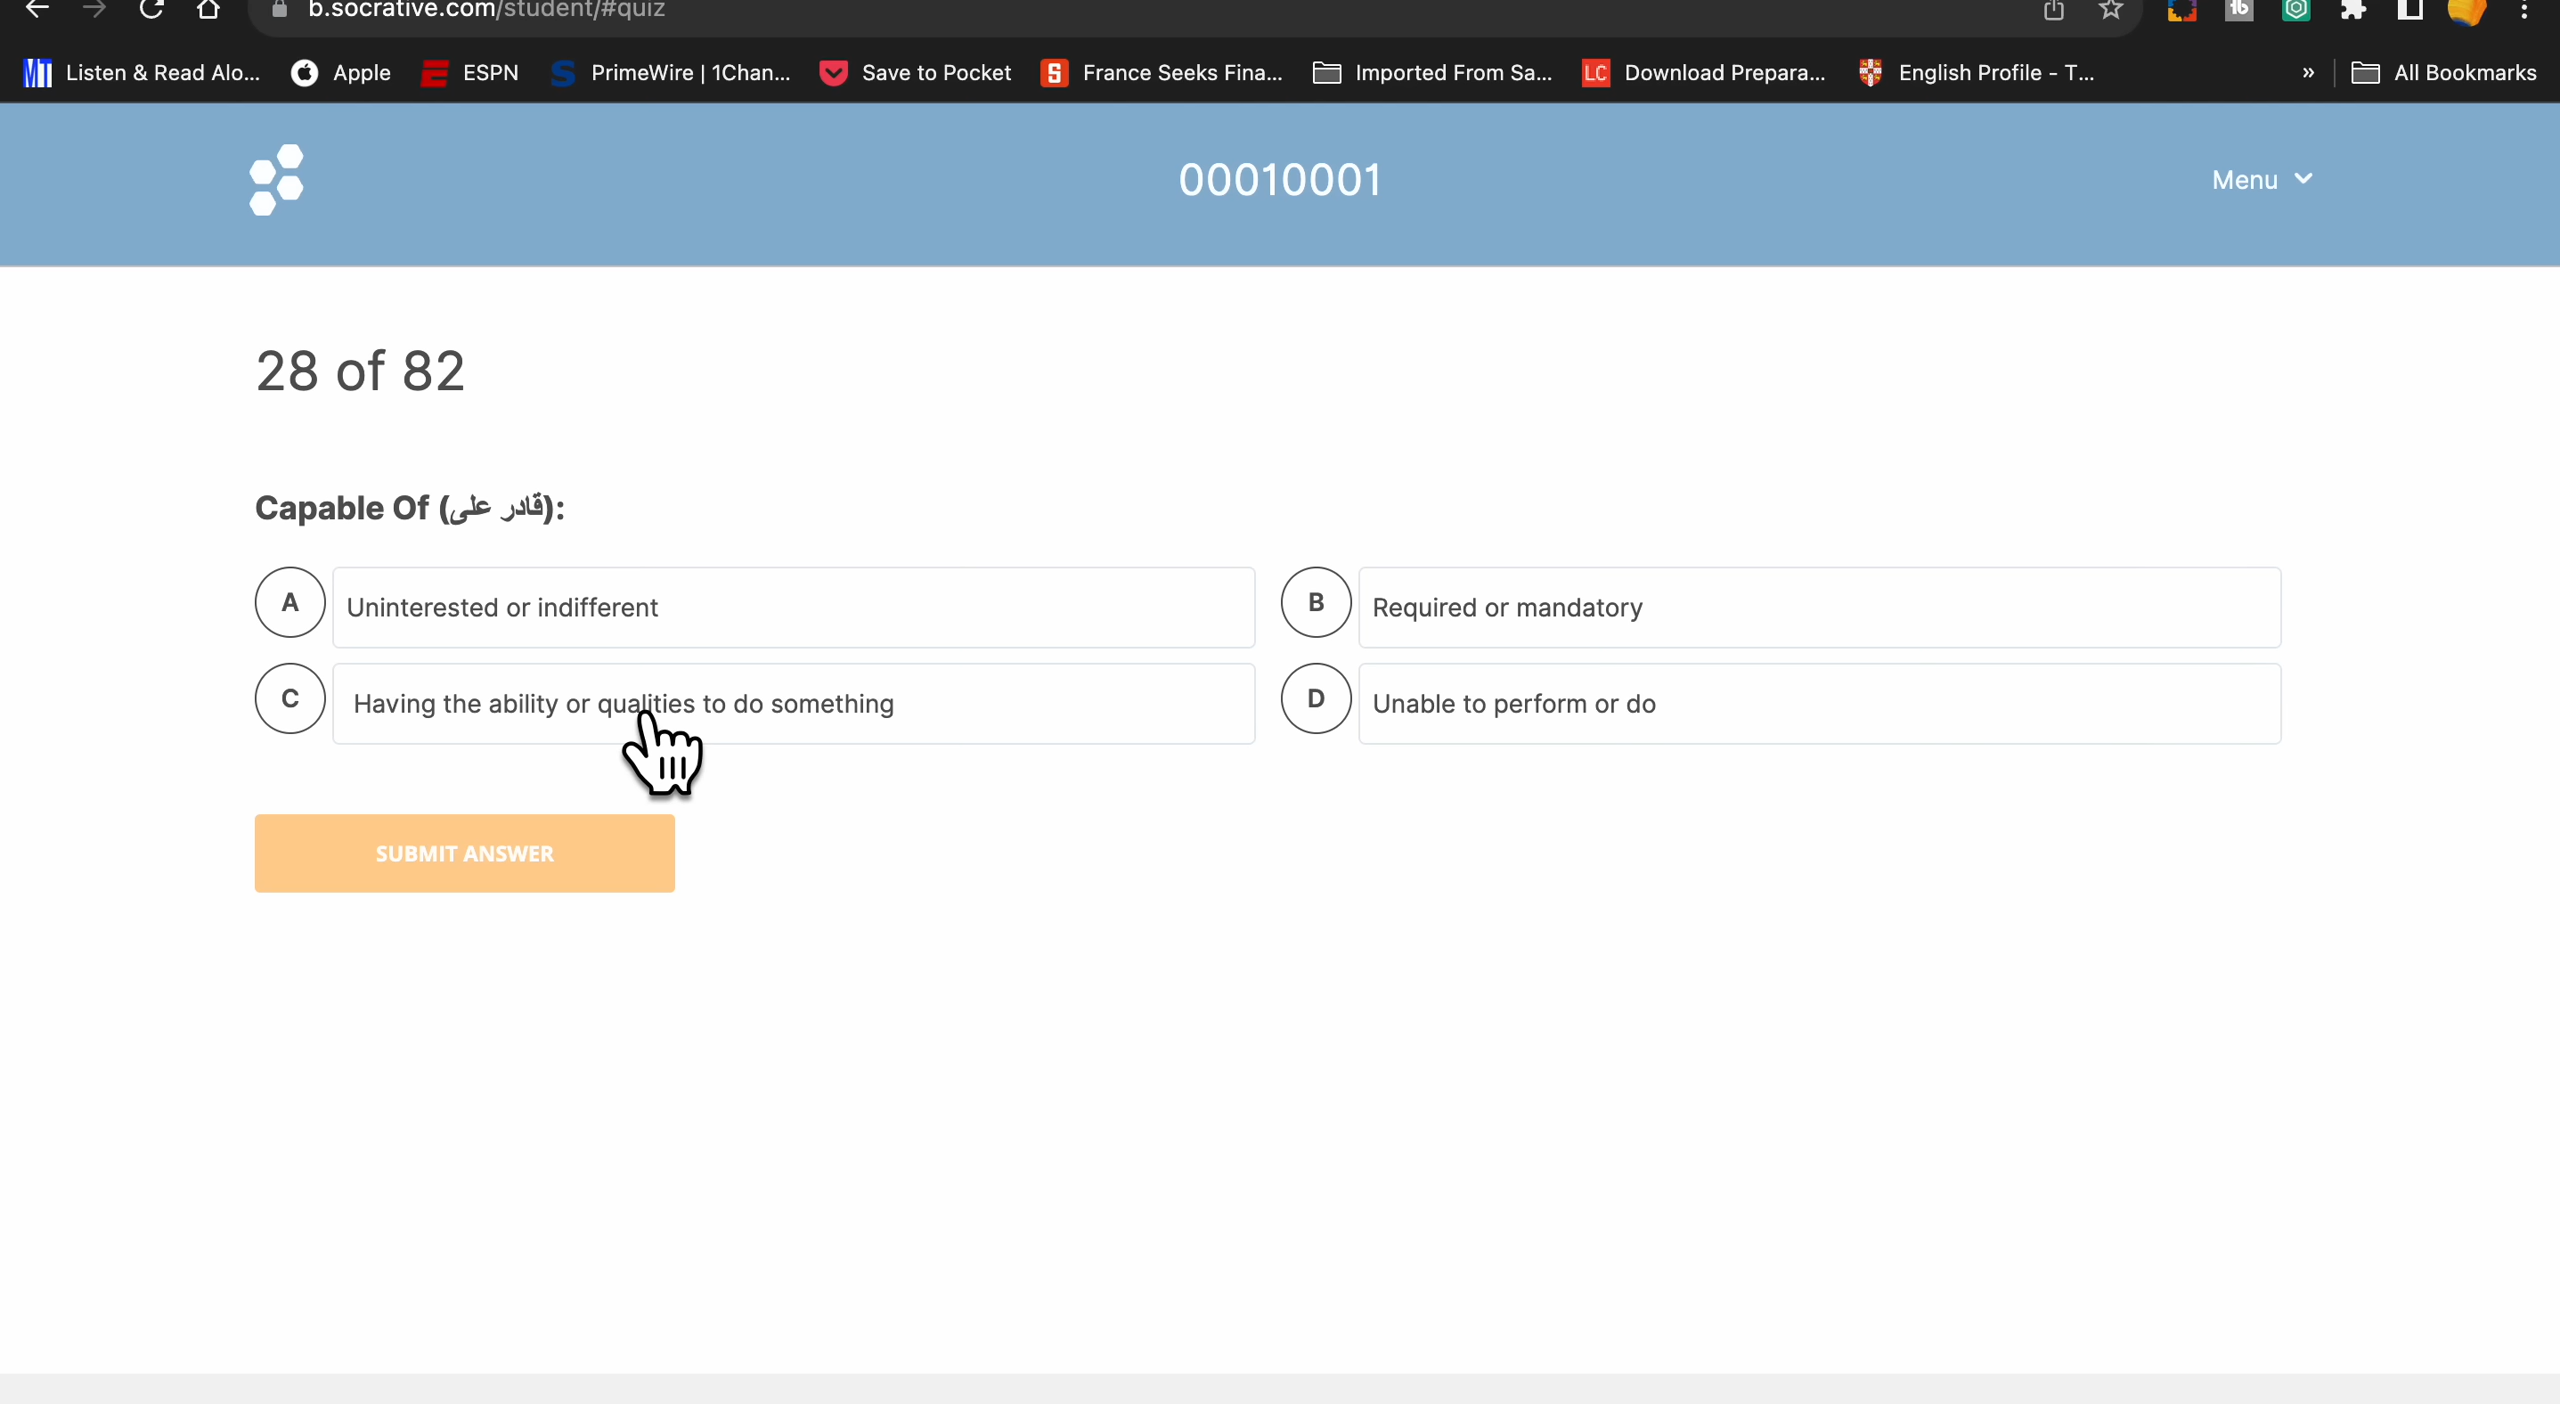 b.socrative.com/student/#quiz
Listen & Read Alo... Apple ESPN PrimeWire | 1Chan... Save to Pocket France Seeks Fina... Imported From Sa... LC Download Prepara... English Profile - T... » All Bookmarks
00010001
Menu
28 of 82
Capable Of (قادر على):
A Uninterested or indifferent
B Required or mandatory
C Having the ability or qualities to do something
D Unable to perform or do
SUBMIT ANSWER